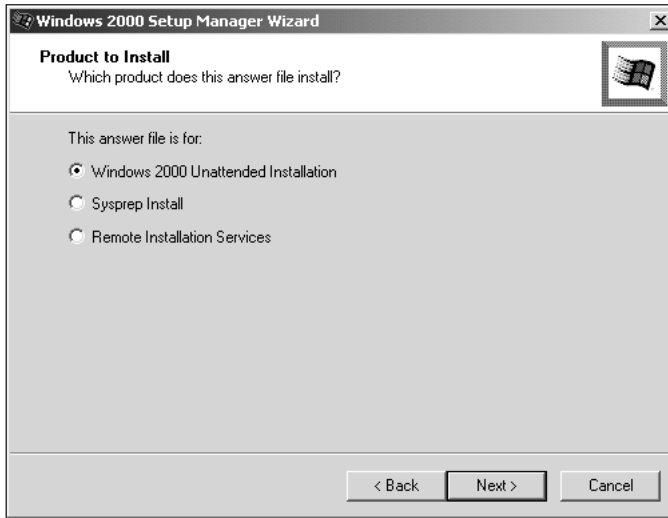 Windows 2000 Setup Manager Wizard
Product to Install
Which product does this answer file install?
This answer file is for:
Windows 2000 Unattended Installation
Sysprep Install
Remote Installation Services
< Back
Next >
Cancel